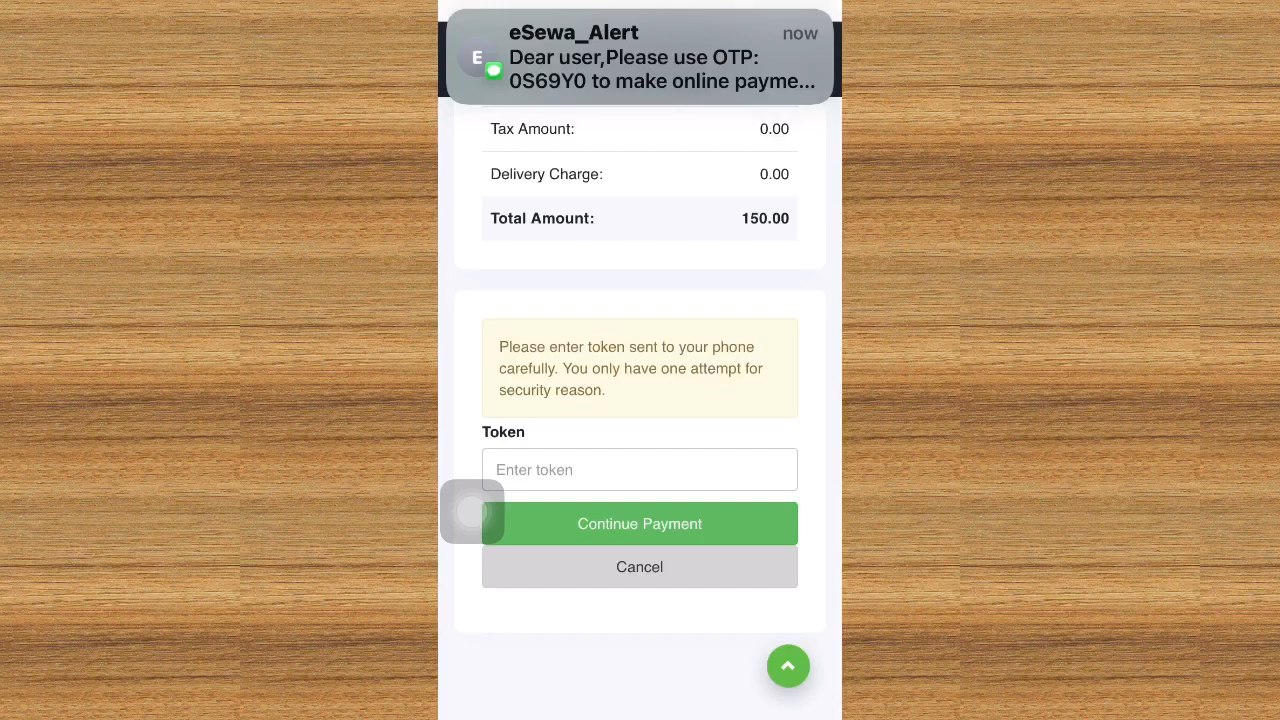 eSewa_Alert
now
E
Dear user,Please use OTP:
0S69Y0 to make online payme...
Tax Amount:
0.00
Delivery Charge:
0.00
Total Amount:
150.00
Please enter token sent to your phone
carefully. You only have one attempt for
security reason.
Token
Enter token
Continue Payment
Cancel